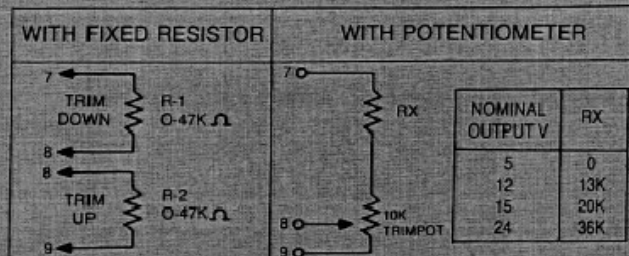 WITH FIXED RESISTOR
7
TRIM
DOWN
R-1
0-47K Ω
8
8
TRIM
UP
R-2
0-47K Ω
9
WITH POTENTIOMETER
7
RX
8
10K
TRIMPOT
9
NOMINAL OUTPUT V RX
5 0
12 13K
15 20K
24 36K